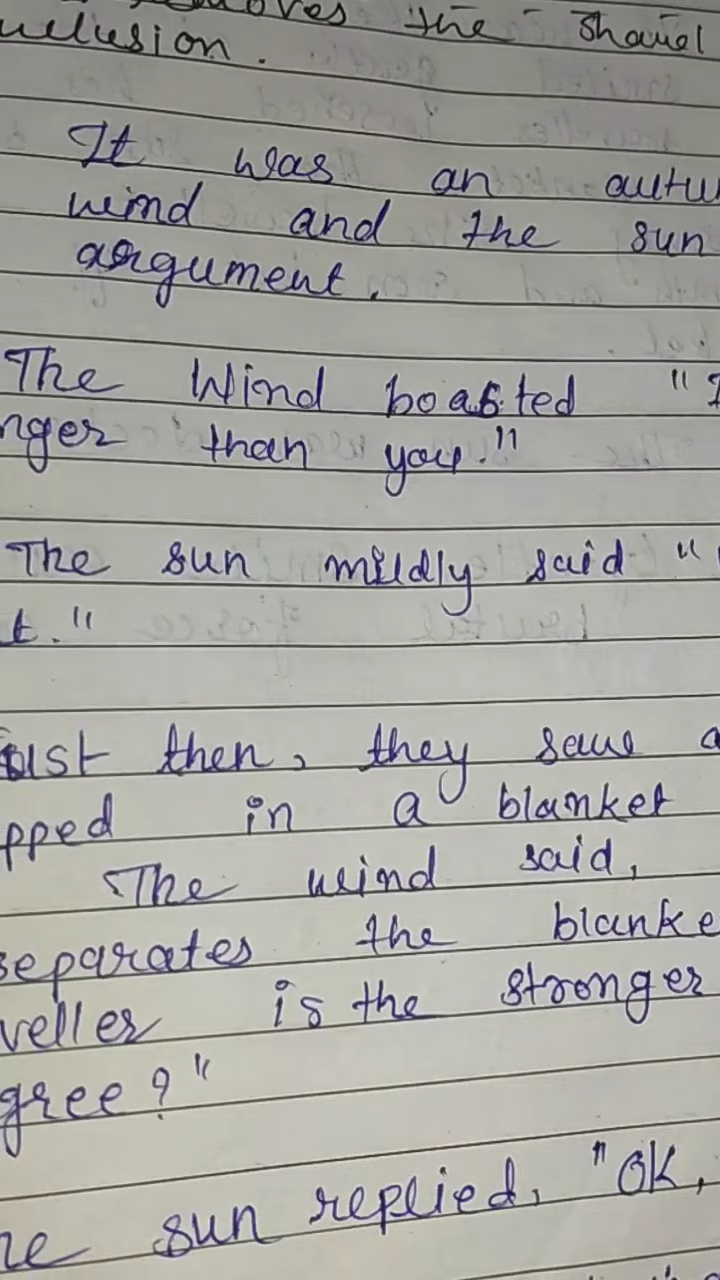 the - Shawel
clusion.
It was an autu
wind and the sun
argument.
The Wind boasted "I
nger than you."
The sun mildly said "
t."
Just then, they saw a
pped in a blanket
The wind said,
separates the blanke
veller is the stronger
gree?"
he sun replied, "OK,